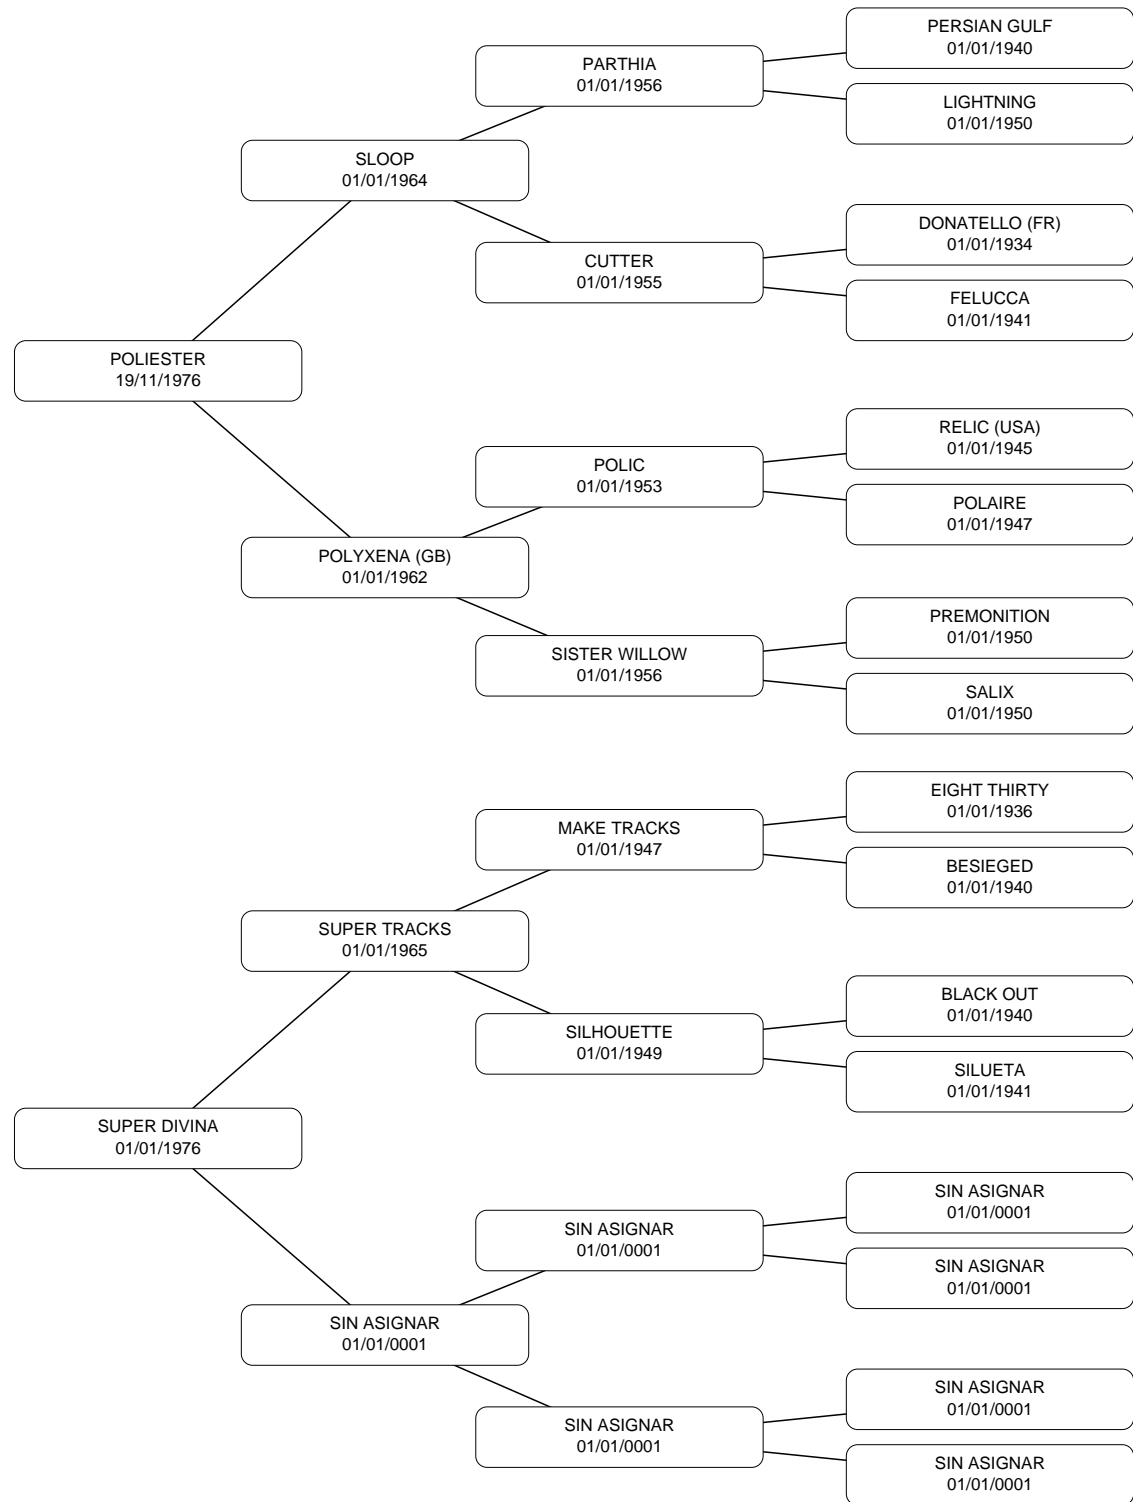 PERSIAN GULF
01/01/1940
PARTHIA
01/01/1956
LIGHTNING
01/01/1950
SLOOP
01/01/1964
DONATELLO (FR)
01/01/1934
CUTTER
01/01/1955
FELUCCA
01/01/1941
POLIESTER
19/11/1976
RELIC (USA)
01/01/1945
POLIC
01/01/1953
POLAIRE
01/01/1947
POLYXENA (GB)
01/01/1962
PREMONITION
01/01/1950
SISTER WILLOW
01/01/1956
SALIX
01/01/1950
EIGHT THIRTY
01/01/1936
MAKE TRACKS
01/01/1947
BESIEGED
01/01/1940
SUPER TRACKS
01/01/1965
BLACK OUT
01/01/1940
SILHOUETTE
01/01/1949
SILUETA
01/01/1941
SUPER DIVINA
01/01/1976
SIN ASIGNAR
01/01/0001
SIN ASIGNAR
01/01/0001
SIN ASIGNAR
01/01/0001
SIN ASIGNAR
01/01/0001
SIN ASIGNAR
01/01/0001
SIN ASIGNAR
01/01/0001
SIN ASIGNAR
01/01/0001